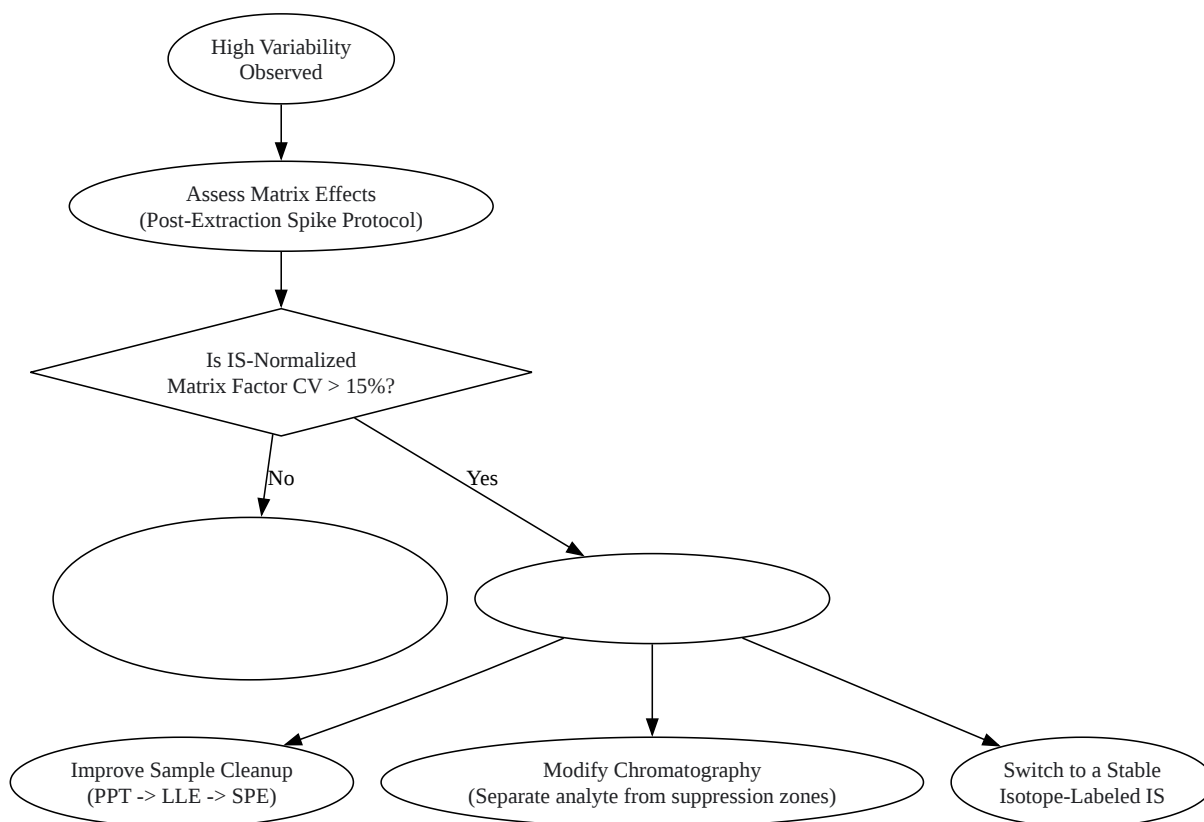 High Variability
Observed
Assess Matrix Effects
(Post-Extraction Spike Protocol)
Is IS-Normalized
Matrix Factor CV > 15%?
No
Yes
Improve Sample Cleanup
(PPT -> LLE -> SPE)
Modify Chromatography
(Separate analyte from suppression zones)
Switch to a Stable
Isotope-Labeled IS